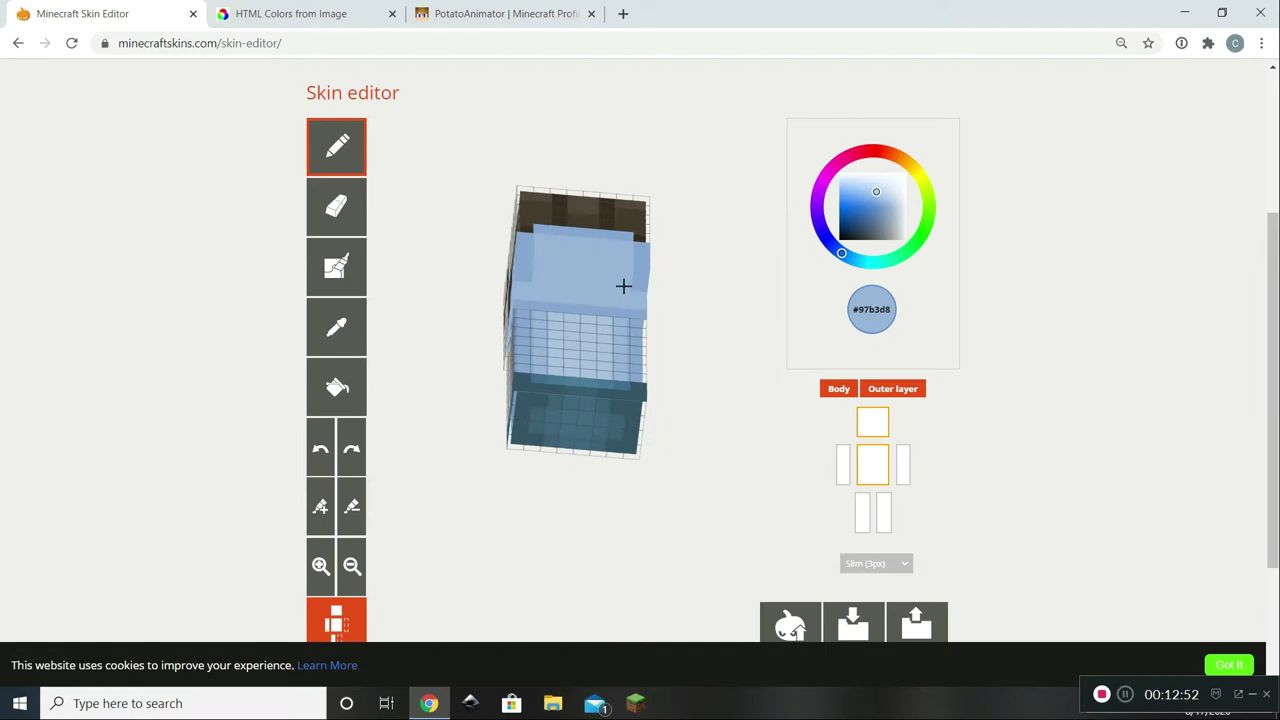 Minecraft Skin Editor
HTML Colors from Image
PotatoAnimator | Minecraft Profi
minecraftskins.com/skin-editor/
C
Skin editor
#97b3d8
Body
Outer layer
Slim (3px)
This website uses cookies to improve your experience. Learn More
Got It
Type here to search
1
00:12:52